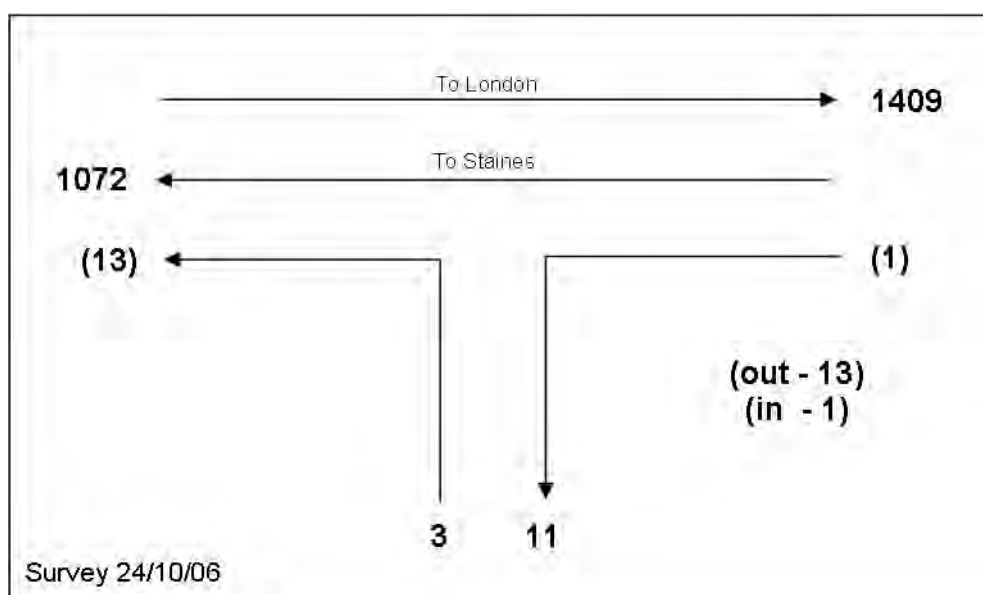 To London
1409
To Staines
1072
(13)
(1)
(out - 13)
(in - 1)
3
11
Survey 24/10/06